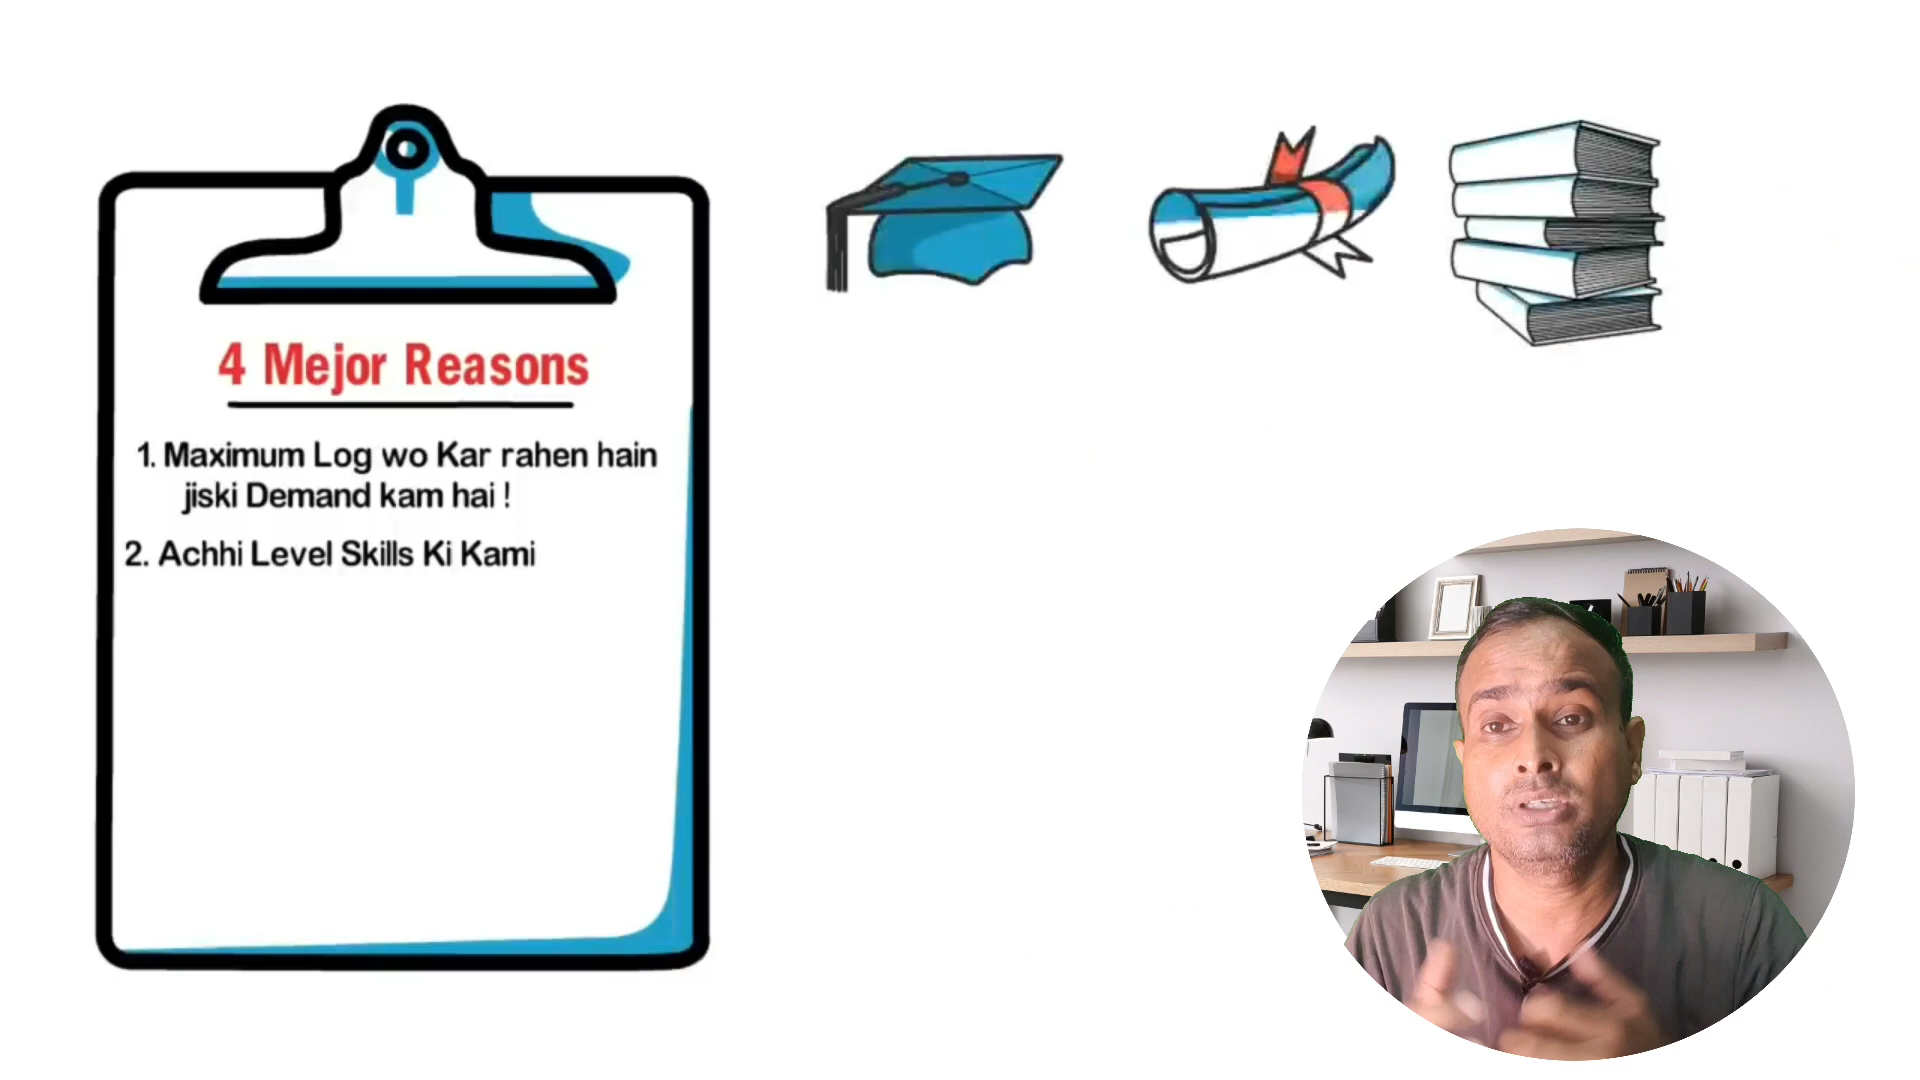 4 Mejor Reasons
1. Maximum Log wo Kar rahen hain
jiski Demand kam hai !
2. Achhi Level Skills Ki Kami